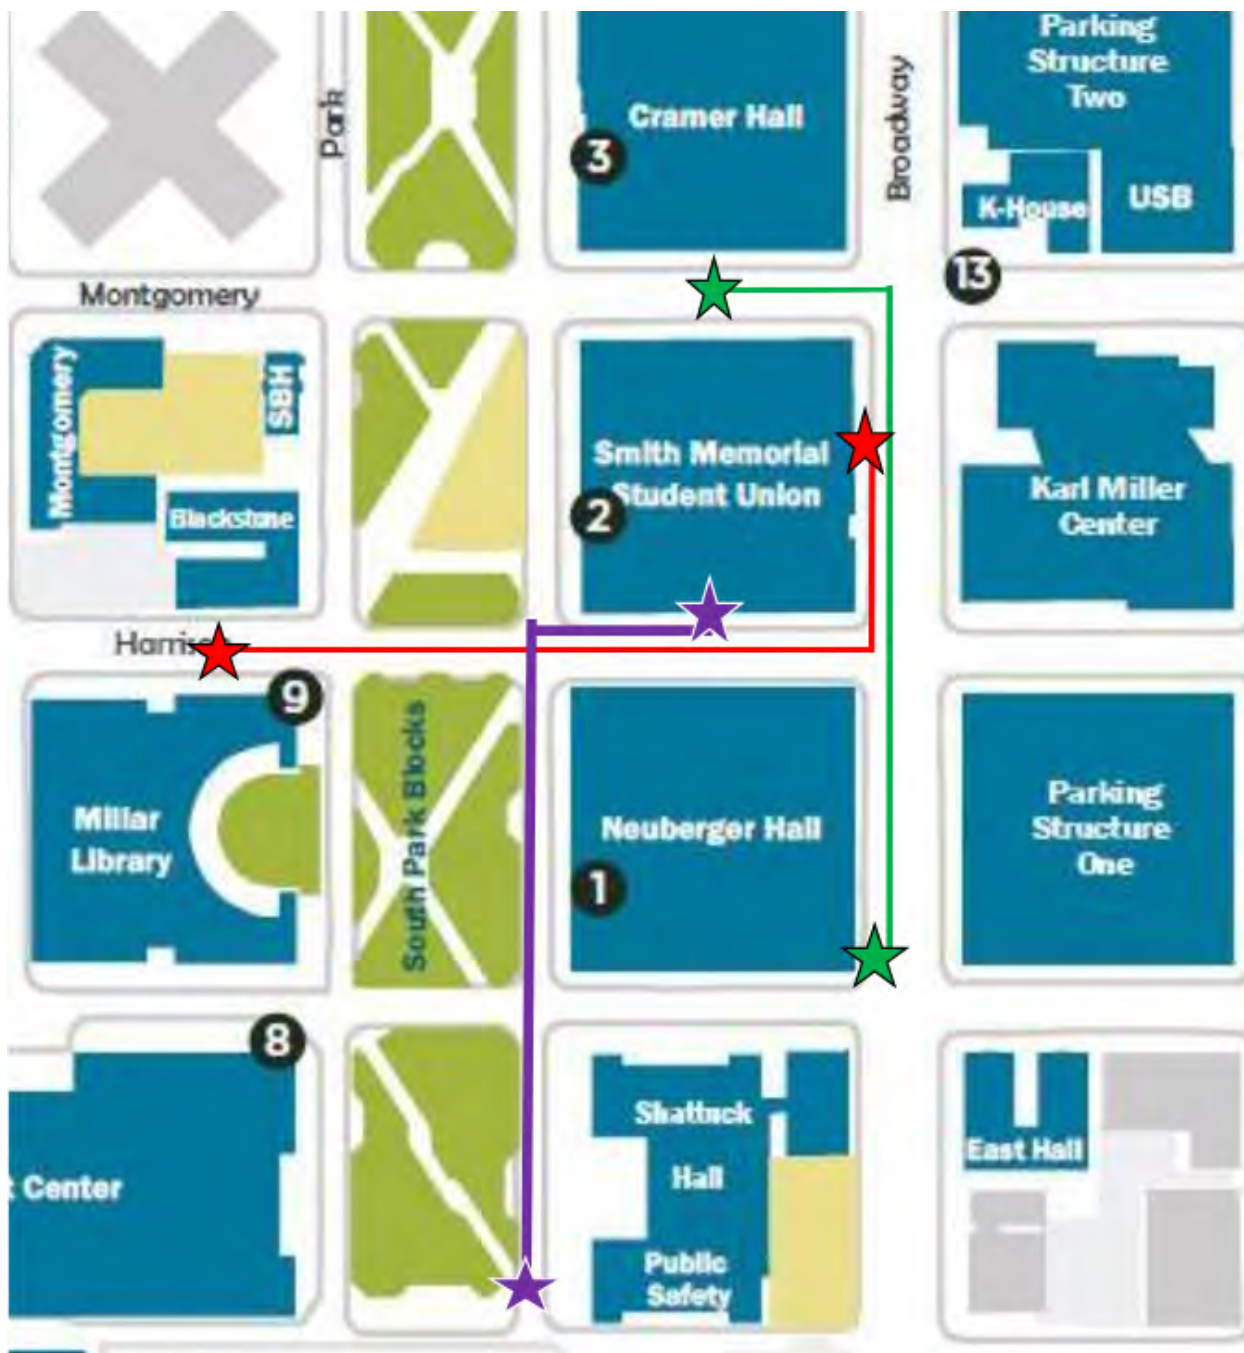 Park
Cramer Hall
3
Broadway
Parking
Structure
Two
K-House
USB
13
Montgomery
Montgomery
SBH
Blackstone
Smith Memorial
Student Union
2
Karl Miller
Center
Harrison
9
Millar
Library
South Park Blocks
Neuberger Hall
1
Parking
Structure
One
8
Center
Shattuck
Hall
Public
Safety
East Hall